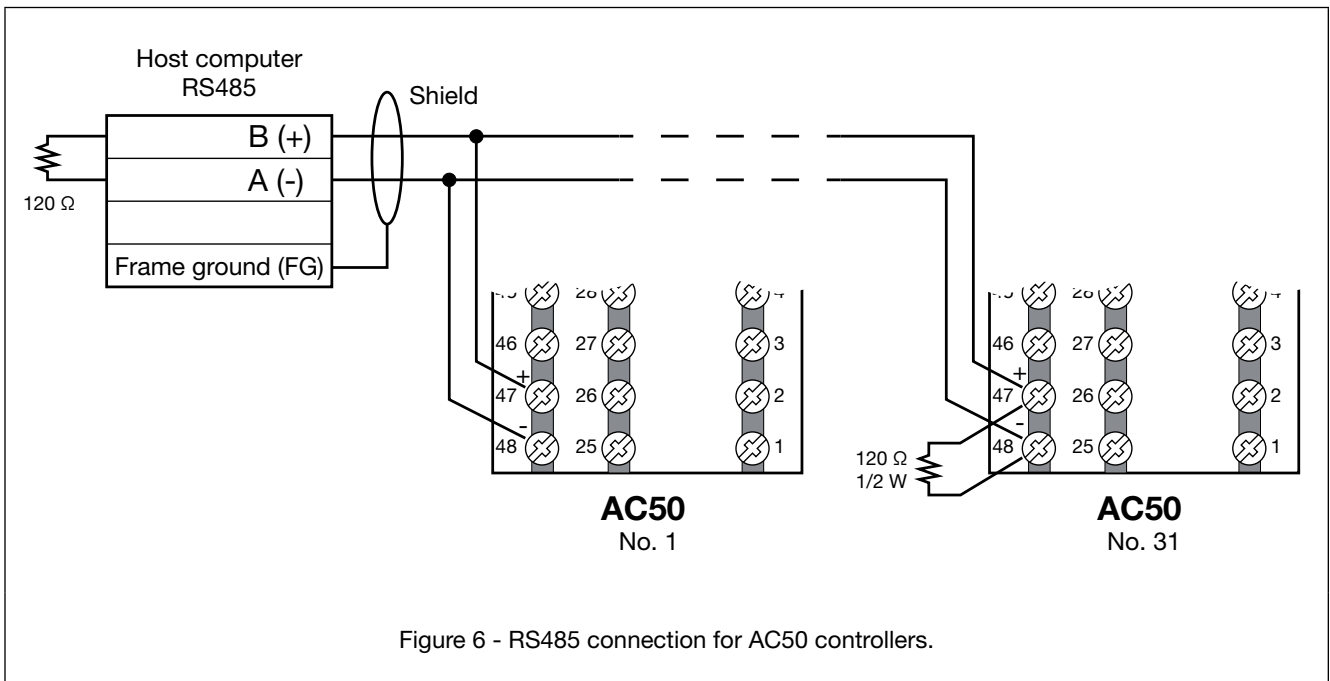 Host computer
RS485
Shield
B (+)
A (-)
120 Ω
Frame ground (FG)
46 27 3
+
47 26 2
-
48 25 1
AC50
No. 1
46 27 3
+
47 26 2
-
48 25 1
120 Ω
1/2 W
AC50
No. 31
Figure 6 - RS485 connection for AC50 controllers.